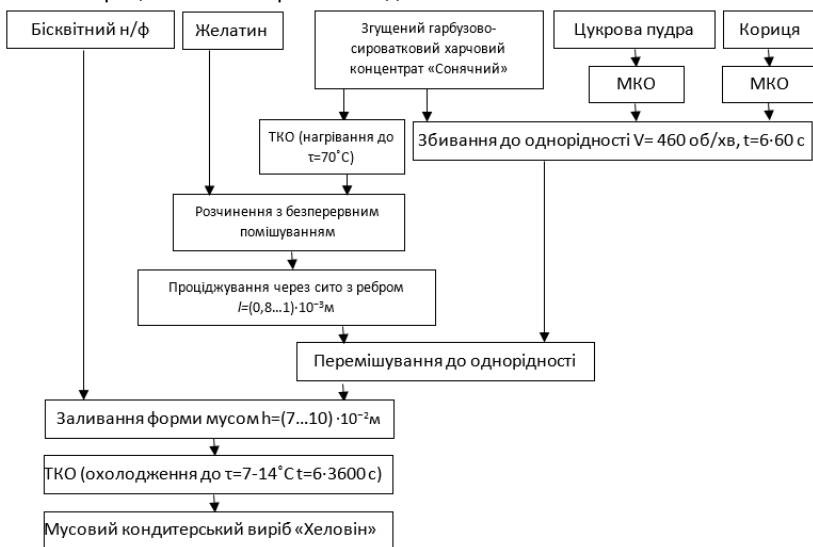 Бісквітний н/ф
Желатин
Згущений гарбузово-
сироватковий харчовий
концентрат «Сонячний»
Цукрова пудра
Кориця
МКО
МКО
ТКО (нагрівання до
τ=70˚С)
Збивання до однорідності V= 460 об/хв, t=6·60 с
Розчинення з безперервним
помішуванням
Проціджування через сито з ребром
l=(0,8…1)·10⁻³м
Перемішування до однорідності
Заливання форми мусом h=(7…10) ·10⁻²м
ТКО (охолодження до τ=7-14˚С t=6·3600 с)
Мусовий кондитерський виріб «Хеловін»